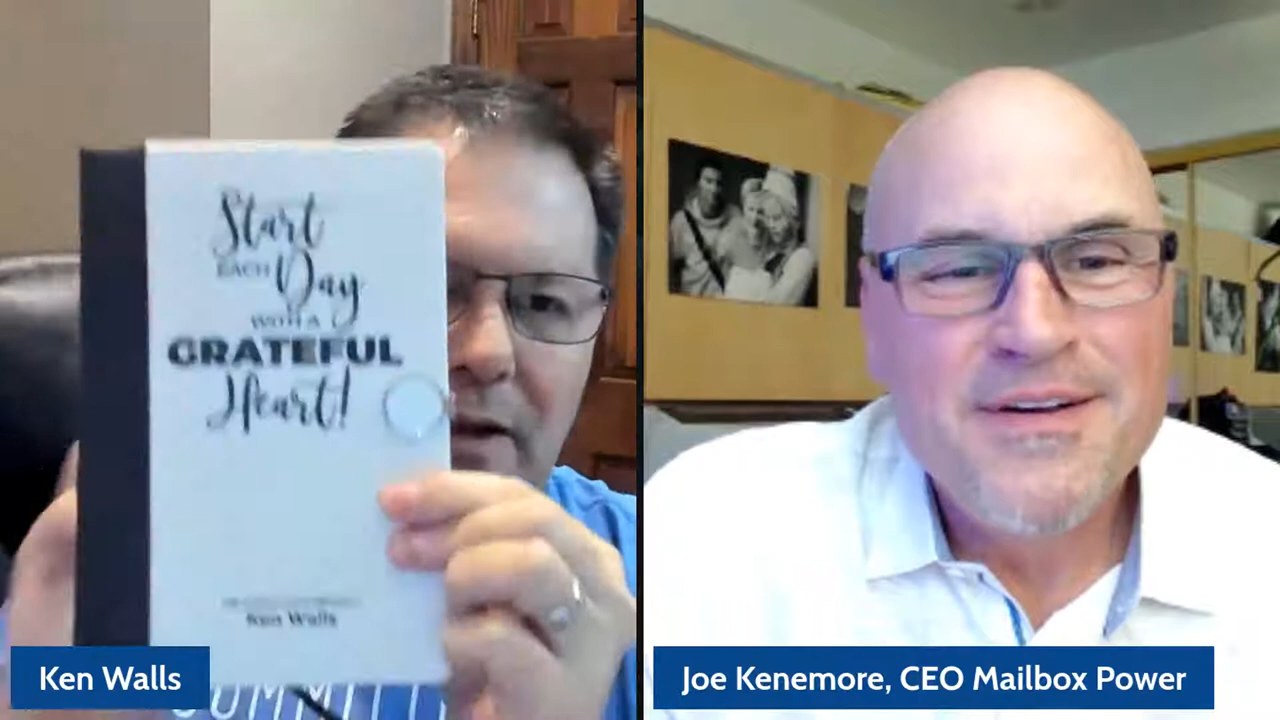 Start
EACH Day
WITH A
GRATEFUL
Heart!
Ken Walls
Ken Walls
Joe Kenemore, CEO Mailbox Power